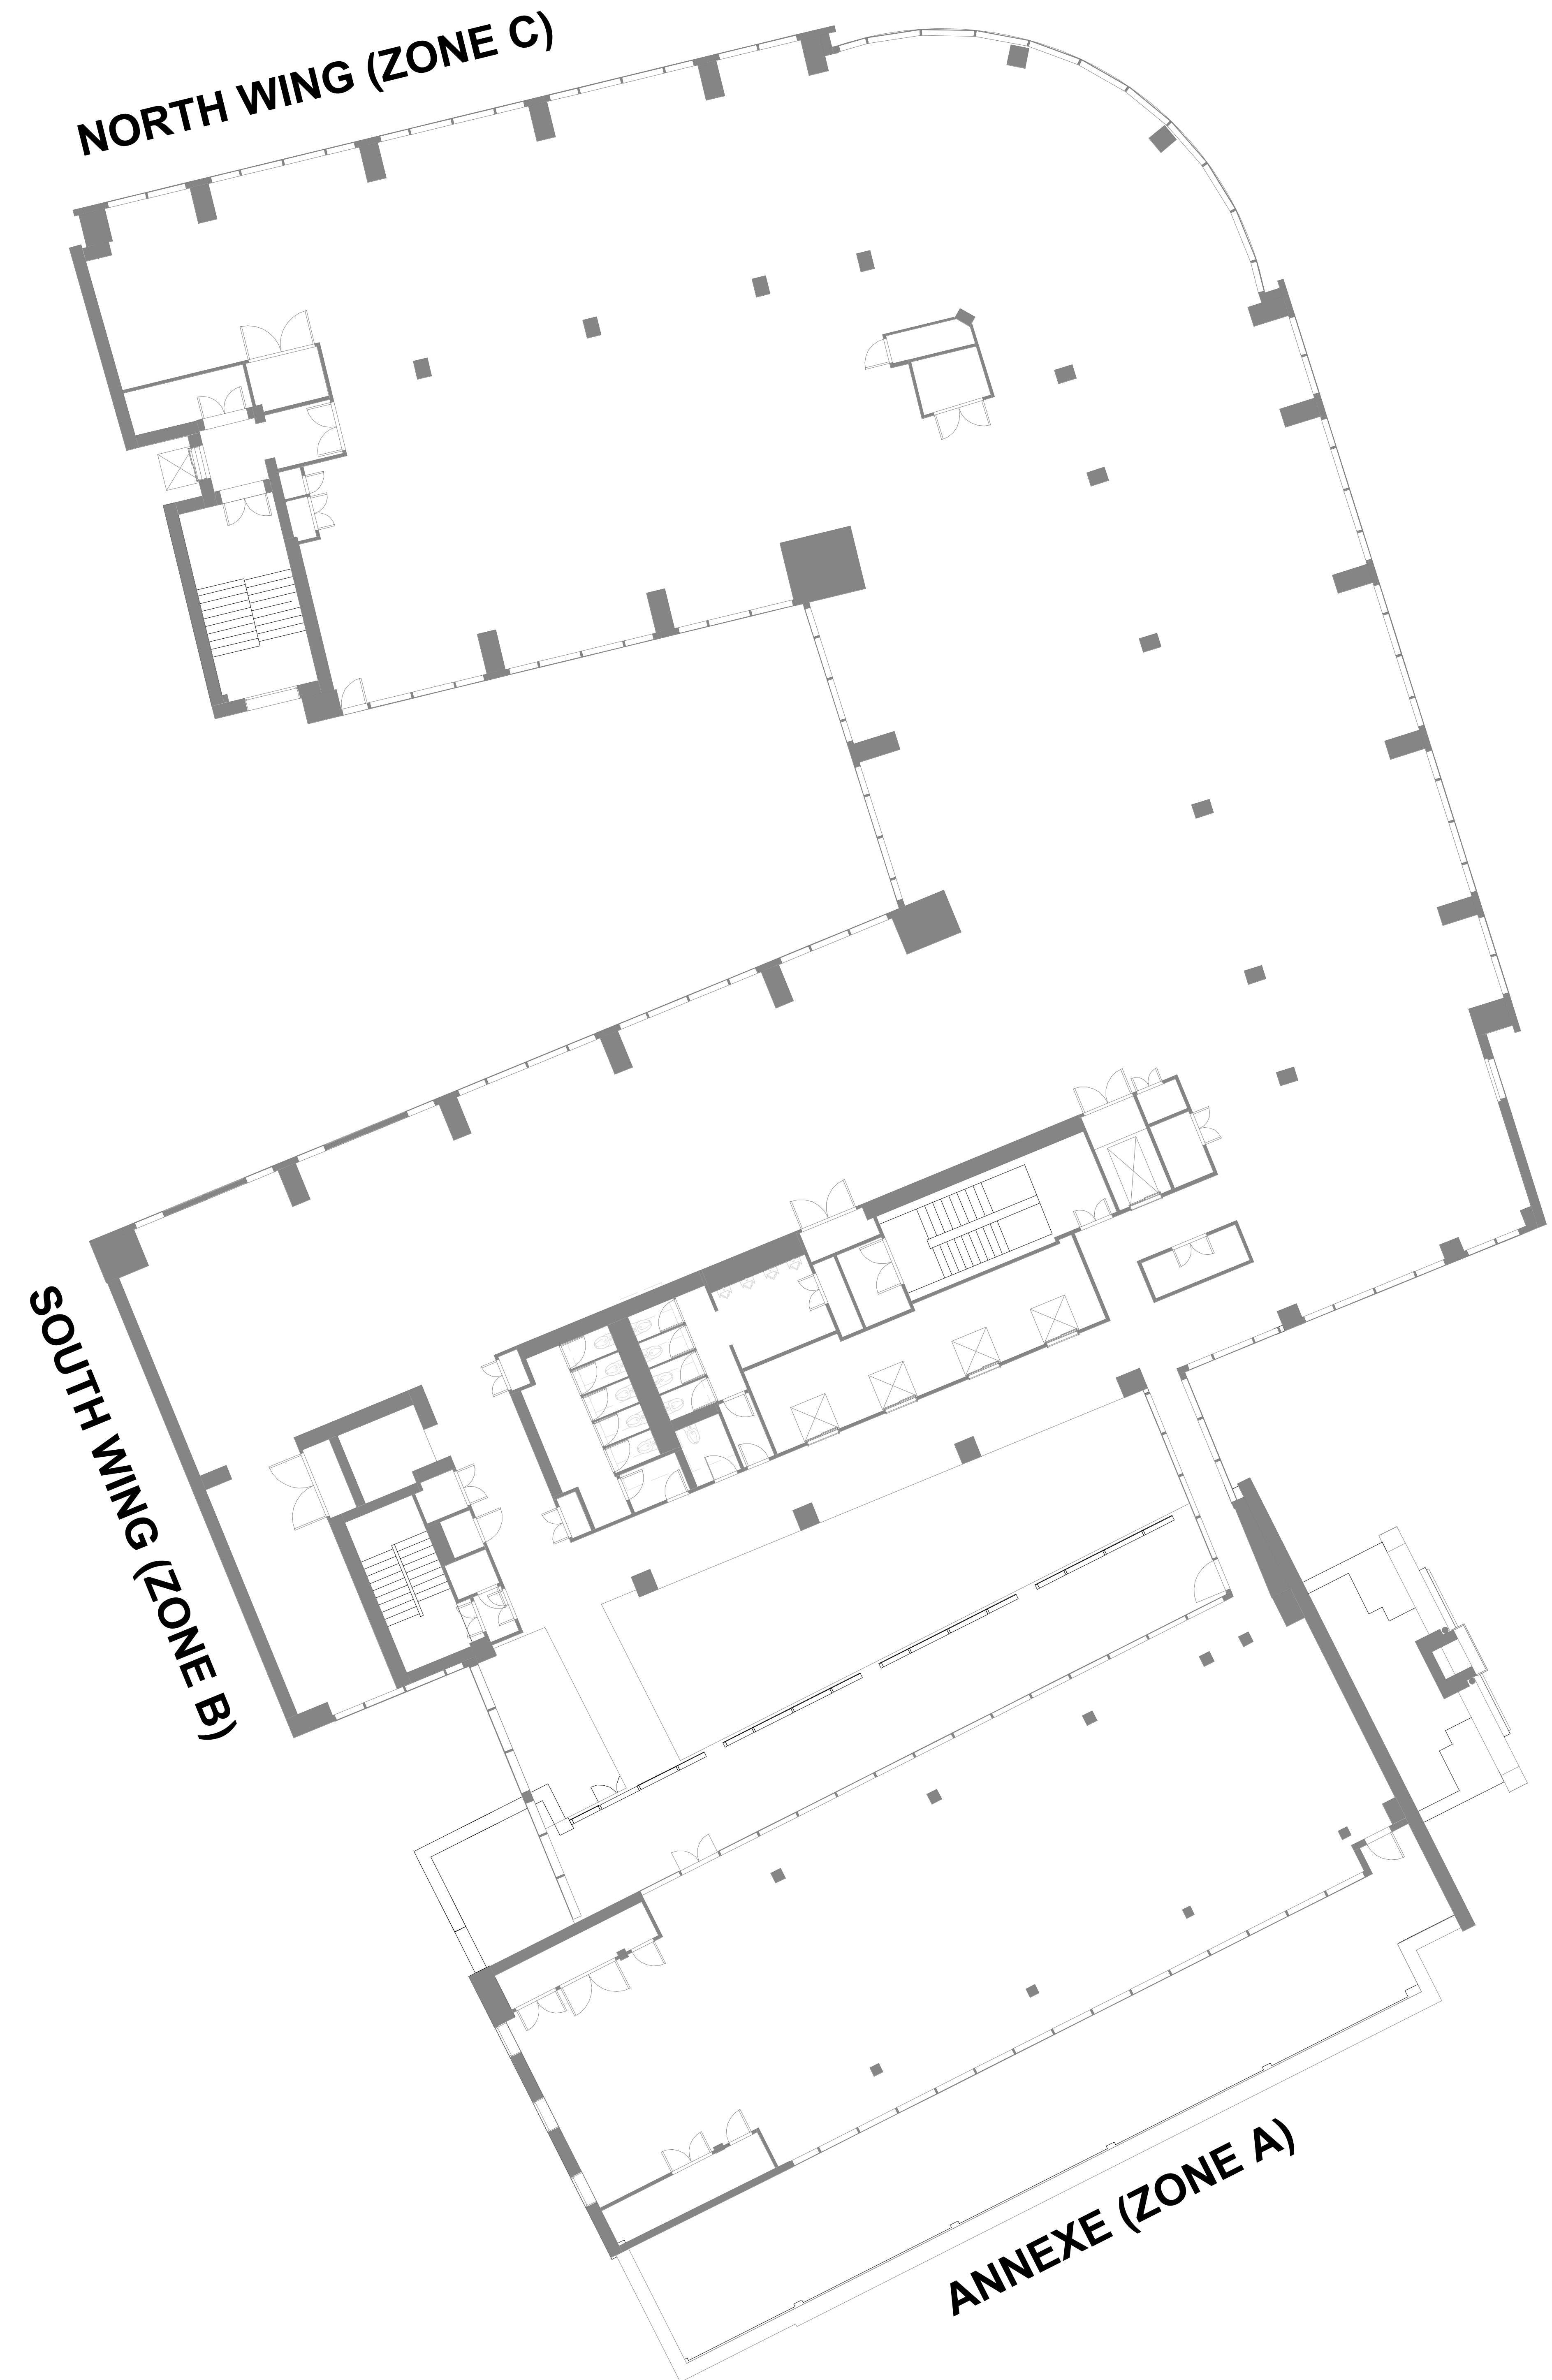 NORTH WING (ZONE C)
SOUTH WING (ZONE B)
ANNEXE (ZONE A)